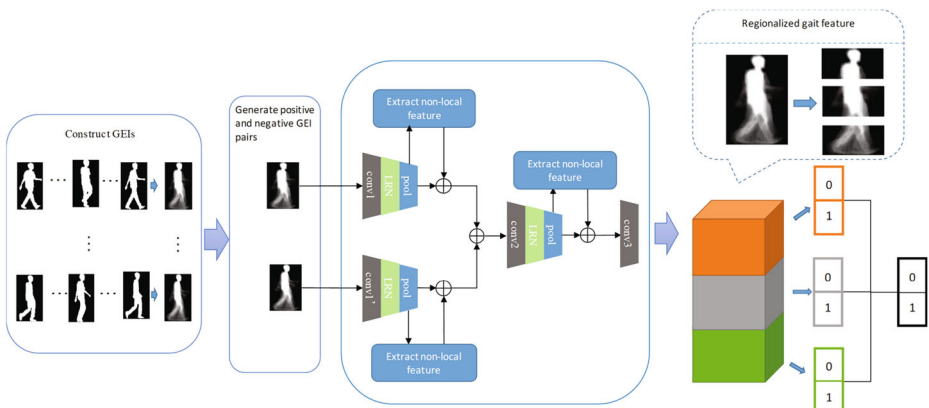 Construct GEIs
Generate positive
and negative GEI
pairs
Extract non-local
feature
conv1
LRN
pool
conv1'
LRN
pool
Extract non-local
feature
conv2
LRN
pool
Extract non-local
feature
conv3
Regionalized gait feature
0
1
0
1
0
1
0
1